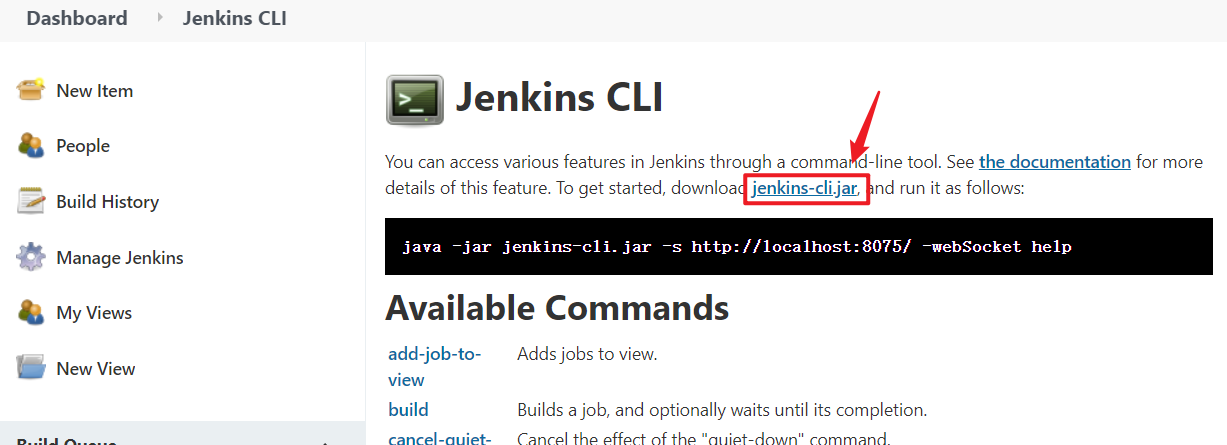 Dashboard Jenkins CLI
New Item
People
Build History
Manage Jenkins
My Views
New View
Build Queue
Jenkins CLI
You can access various features in Jenkins through a command-line tool. See the documentation for more
details of this feature. To get started, download jenkins-cli.jar, and run it as follows:
java -jar jenkins-cli.jar -s http://localhost:8075/ -webSocket help
Available Commands
add-job-to- Adds jobs to view.
view
build Builds a job, and optionally waits until its completion.
cancel-quiet- Cancel the effect of the "quiet-down" command.